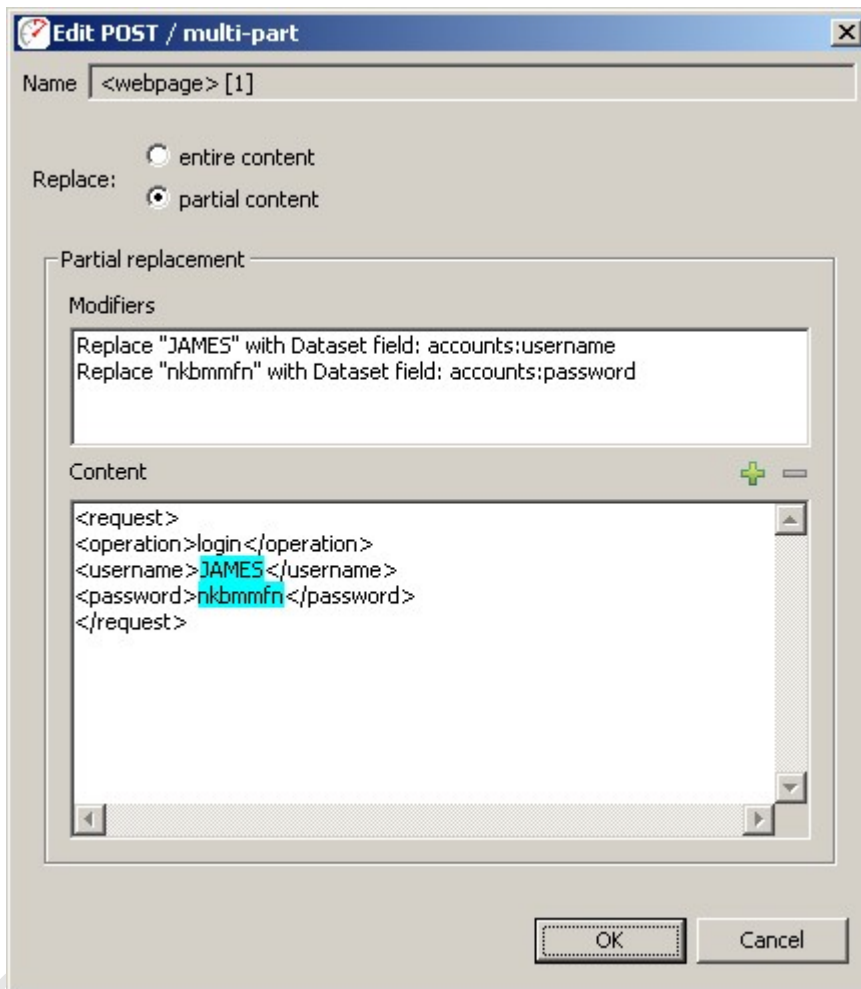 Edit POST / multi-part
Name <webpage> [1]
Replace:
entire content
partial content
Partial replacement
Modifiers
Replace "JAMES" with Dataset field: accounts:username
Replace "nkbmmfn" with Dataset field: accounts:password
Content
<request>
<operation>login</operation>
<username>JAMES</username>
<password>nkbmmfn</password>
</request>
OK Cancel